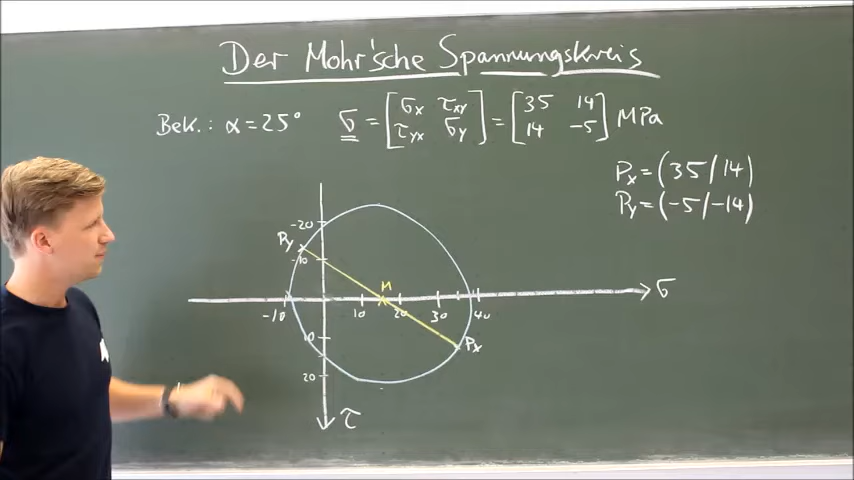 Der Mohr'sche Spannungskreis
Bek.: α=25° σ = [σx τxy] = [35 14] MPa
[τyx σy] [14 -5]
Px=(35/14)
Py=(-5/-14)
-20
Py
-10
M
σ
-10 10 20 30 40
10
Px
20
τ